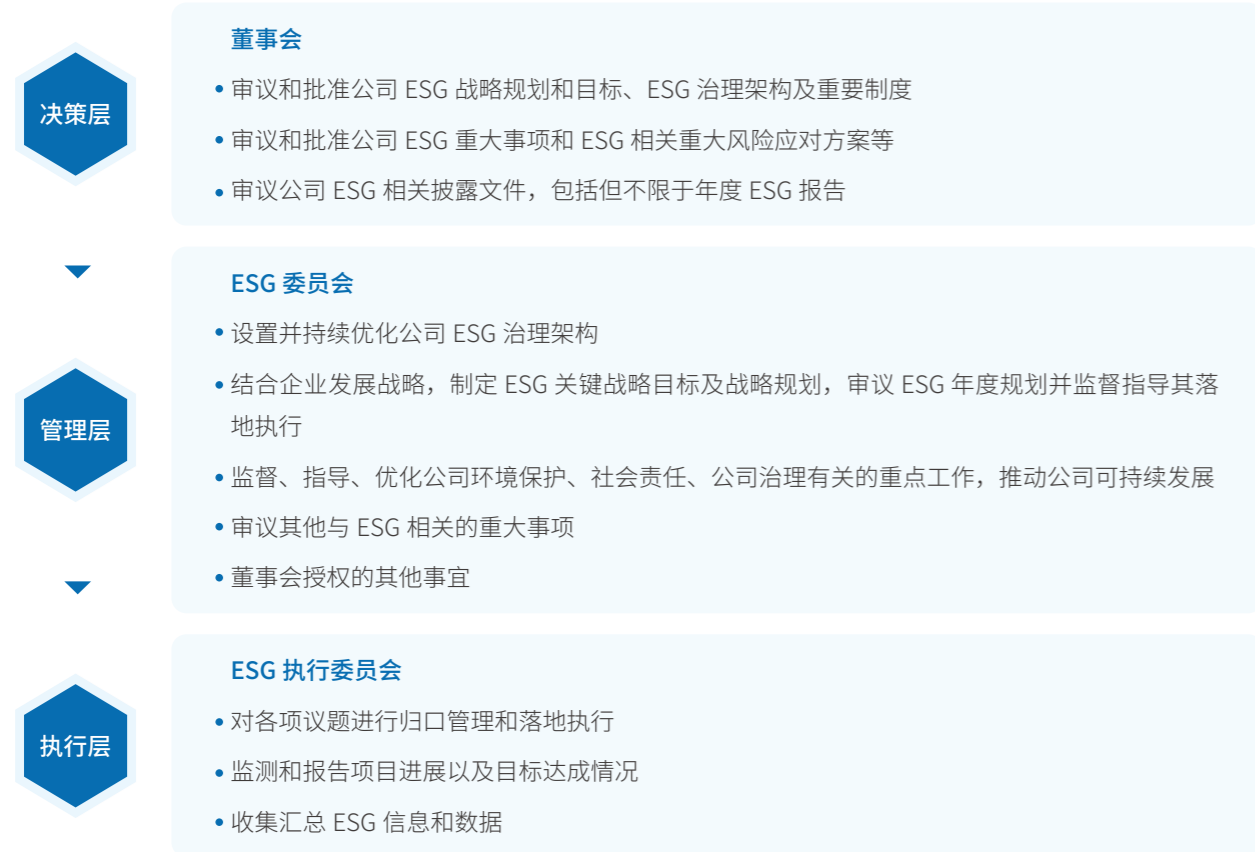 决策层
董事会
• 审议和批准公司 ESG 战略规划和目标、ESG 治理架构及重要制度
• 审议和批准公司 ESG 重大事项和 ESG 相关重大风险应对方案等
• 审议公司 ESG 相关披露文件，包括但不限于年度 ESG 报告
管理层
ESG 委员会
• 设置并持续优化公司 ESG 治理架构
• 结合企业发展战略，制定 ESG 关键战略目标及战略规划，审议 ESG 年度规划并监督指导其落
地执行
• 监督、指导、优化公司环境保护、社会责任、公司治理有关的重点工作，推动公司可持续发展
• 审议其他与 ESG 相关的重大事项
• 董事会授权的其他事宜
执行层
ESG 执行委员会
• 对各项议题进行归口管理和落地执行
• 监测和报告项目进展以及目标达成情况
• 收集汇总 ESG 信息和数据